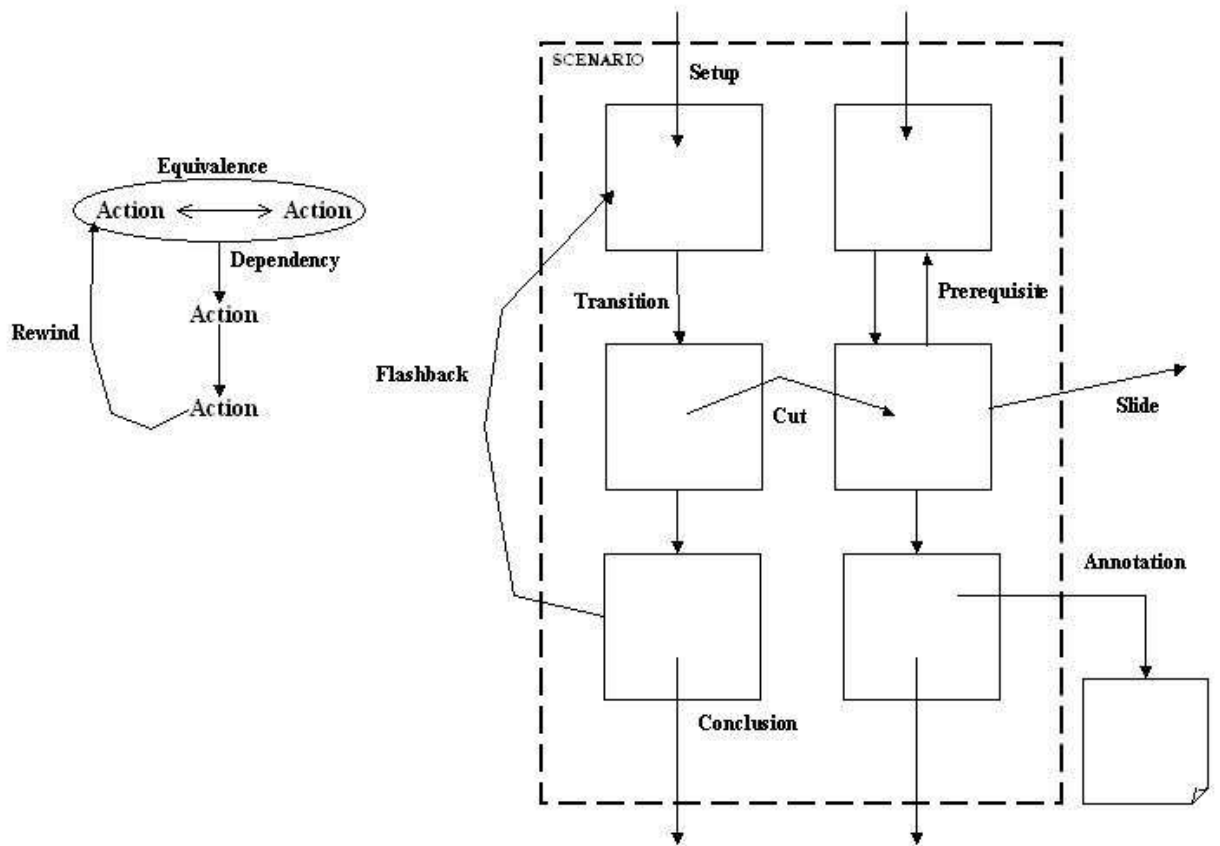 SCENARIO
Setup
Equivalence
Action Action
Dependency
Transition
Prerequisite
Action
Rewind
Flashback
Action
Cut
Slide
Annotation
Conclusion